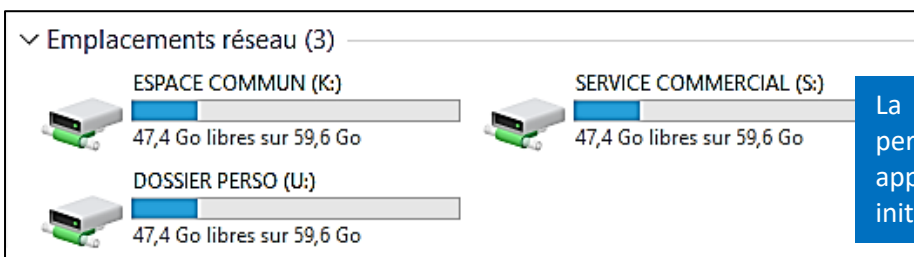 Emplacements réseau (3)
ESPACE COMMUN (K:)
47,4 Go libres sur 59,6 Go
SERVICE COMMERCIAL (S:)
47,4 Go libres sur 59,6 Go
DOSSIER PERSO (U:)
47,4 Go libres sur 59,6 Go
La